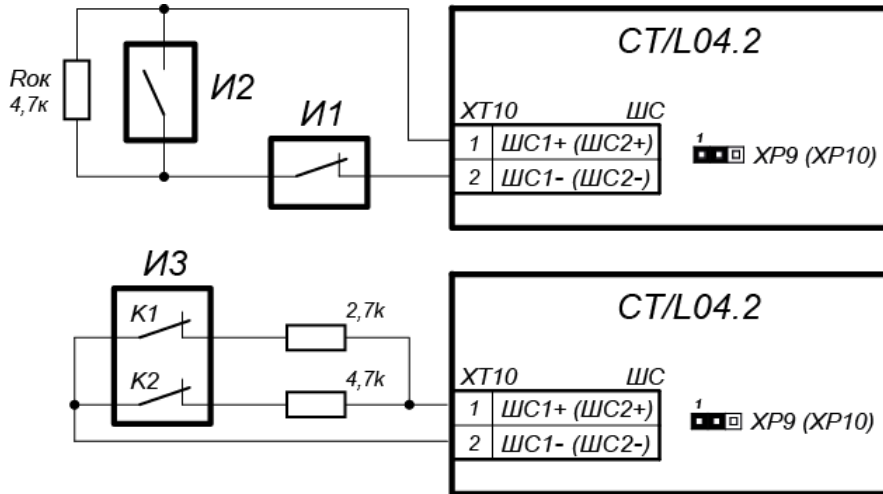 CT/L04.2
Rок
4,7к
И2
И1
XT10 ШС
1 ШС1+ (ШС2+)
2 ШС1- (ШС2-)
1
XP9 (XP10)
И3
K1
2,7k
K2
4,7k
CT/L04.2
XT10 ШС
1 ШС1+ (ШС2+)
2 ШС1- (ШС2-)
1
XP9 (XP10)